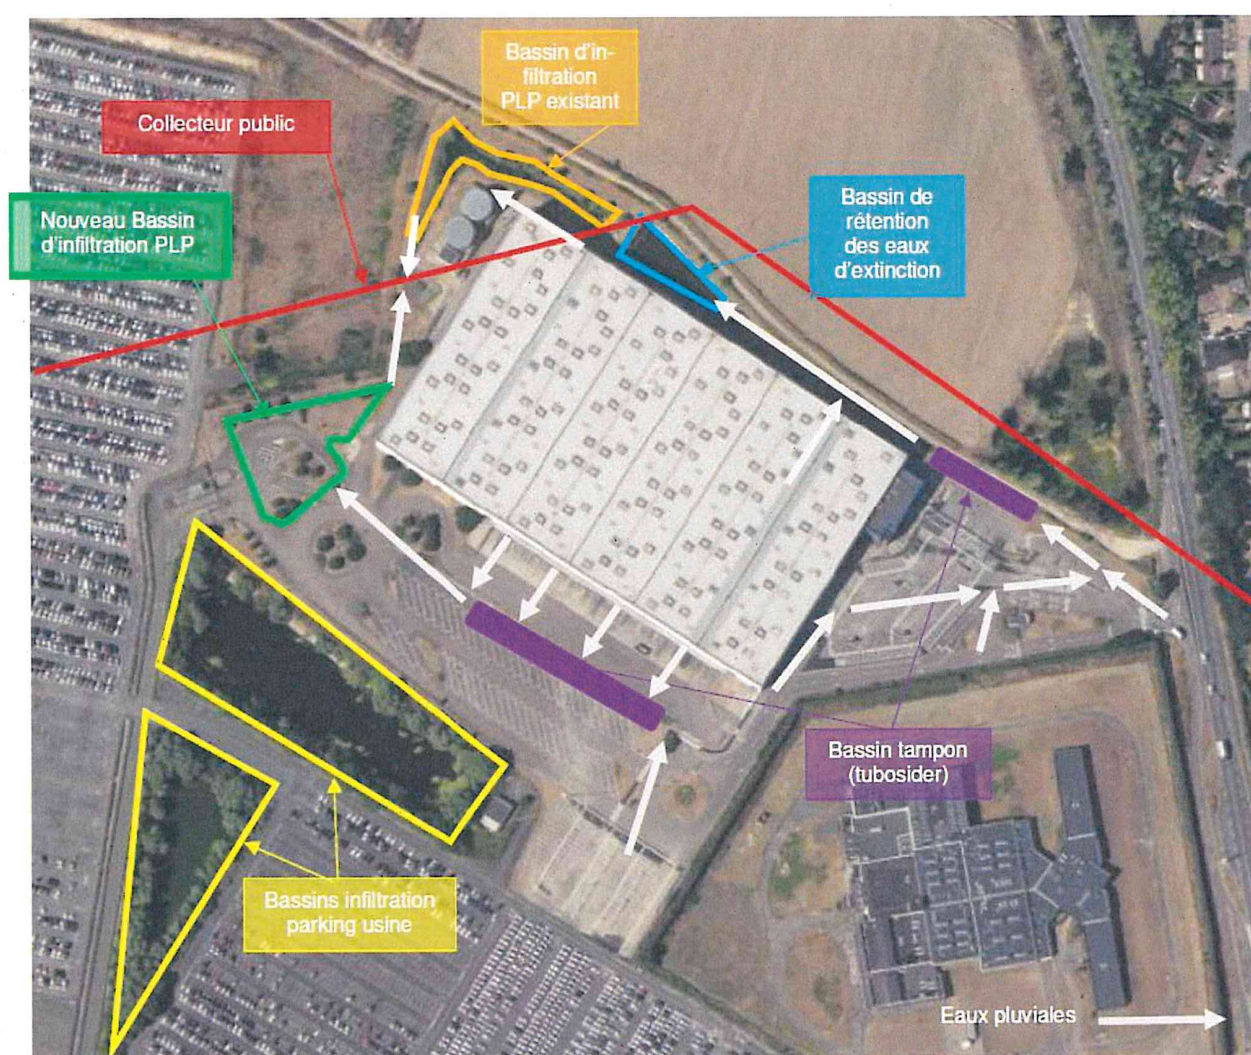 Bassin d'in-
filtration
PLP existant
Collecteur public
Nouveau Bassin
d'infiltration PLP
Bassin de
rétention
des eaux
d'extinction
Bassin tampon
(tubosider)
Bassins infiltration
parking usine
Eaux pluviales